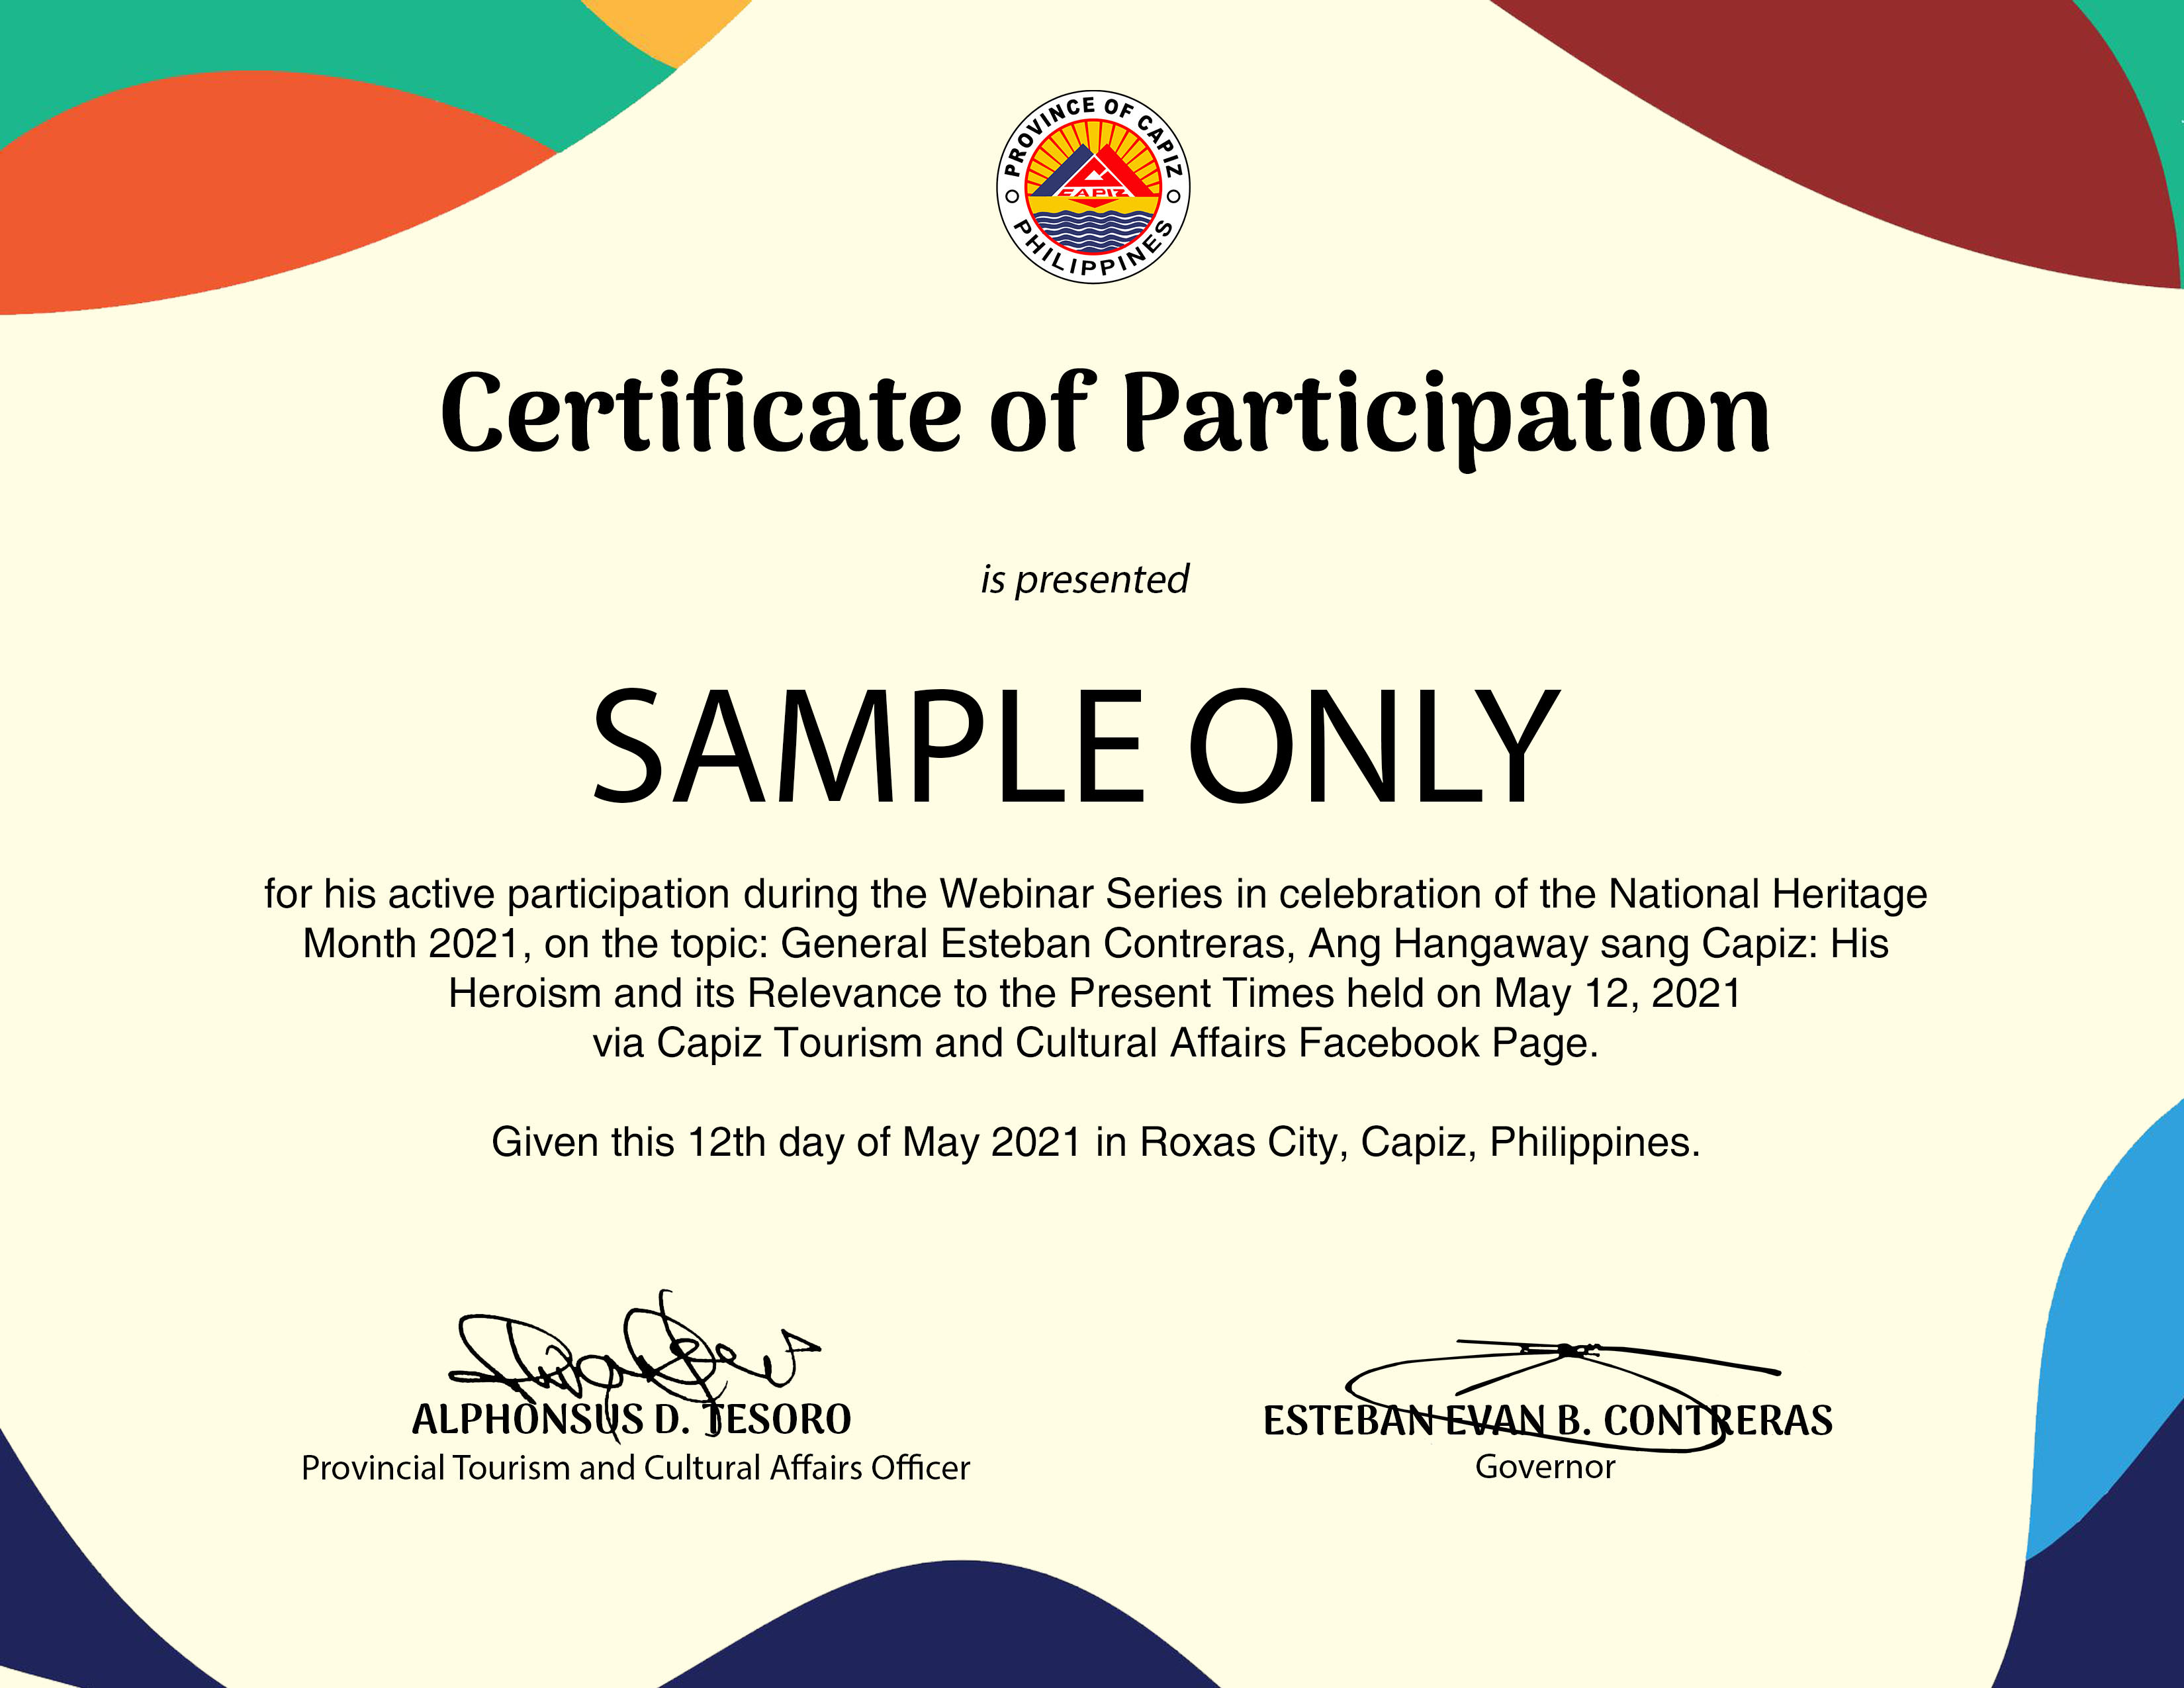 PROVINCE OF CAPIZ
CAPIZ
PHILIPPINES
Certificate of Participation
is presented
SAMPLE ONLY
for his active participation during the Webinar Series in celebration of the National Heritage
Month 2021, on the topic: General Esteban Contreras, Ang Hangaway sang Capiz: His
Heroism and its Relevance to the Present Times held on May 12, 2021
via Capiz Tourism and Cultural Affairs Facebook Page.
Given this 12th day of May 2021 in Roxas City, Capiz, Philippines.
ALPHONSUS D. TESORO
Provincial Tourism and Cultural Affairs Officer
ESTEBAN EVAN B. CONTRERAS
Governor